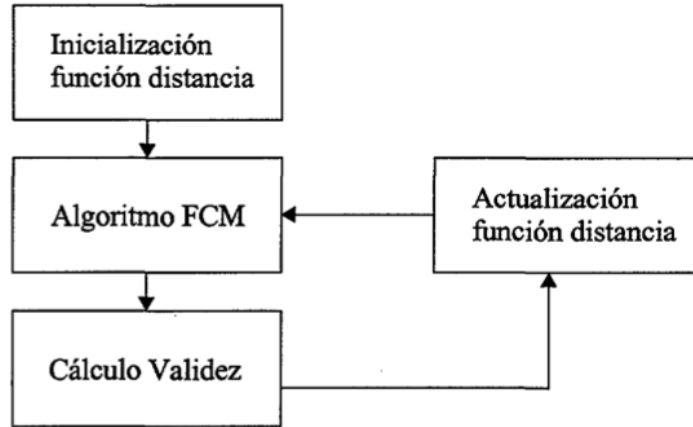 Inicialización
función distancia
Algoritmo FCM
Actualización
función distancia
Cálculo Validez